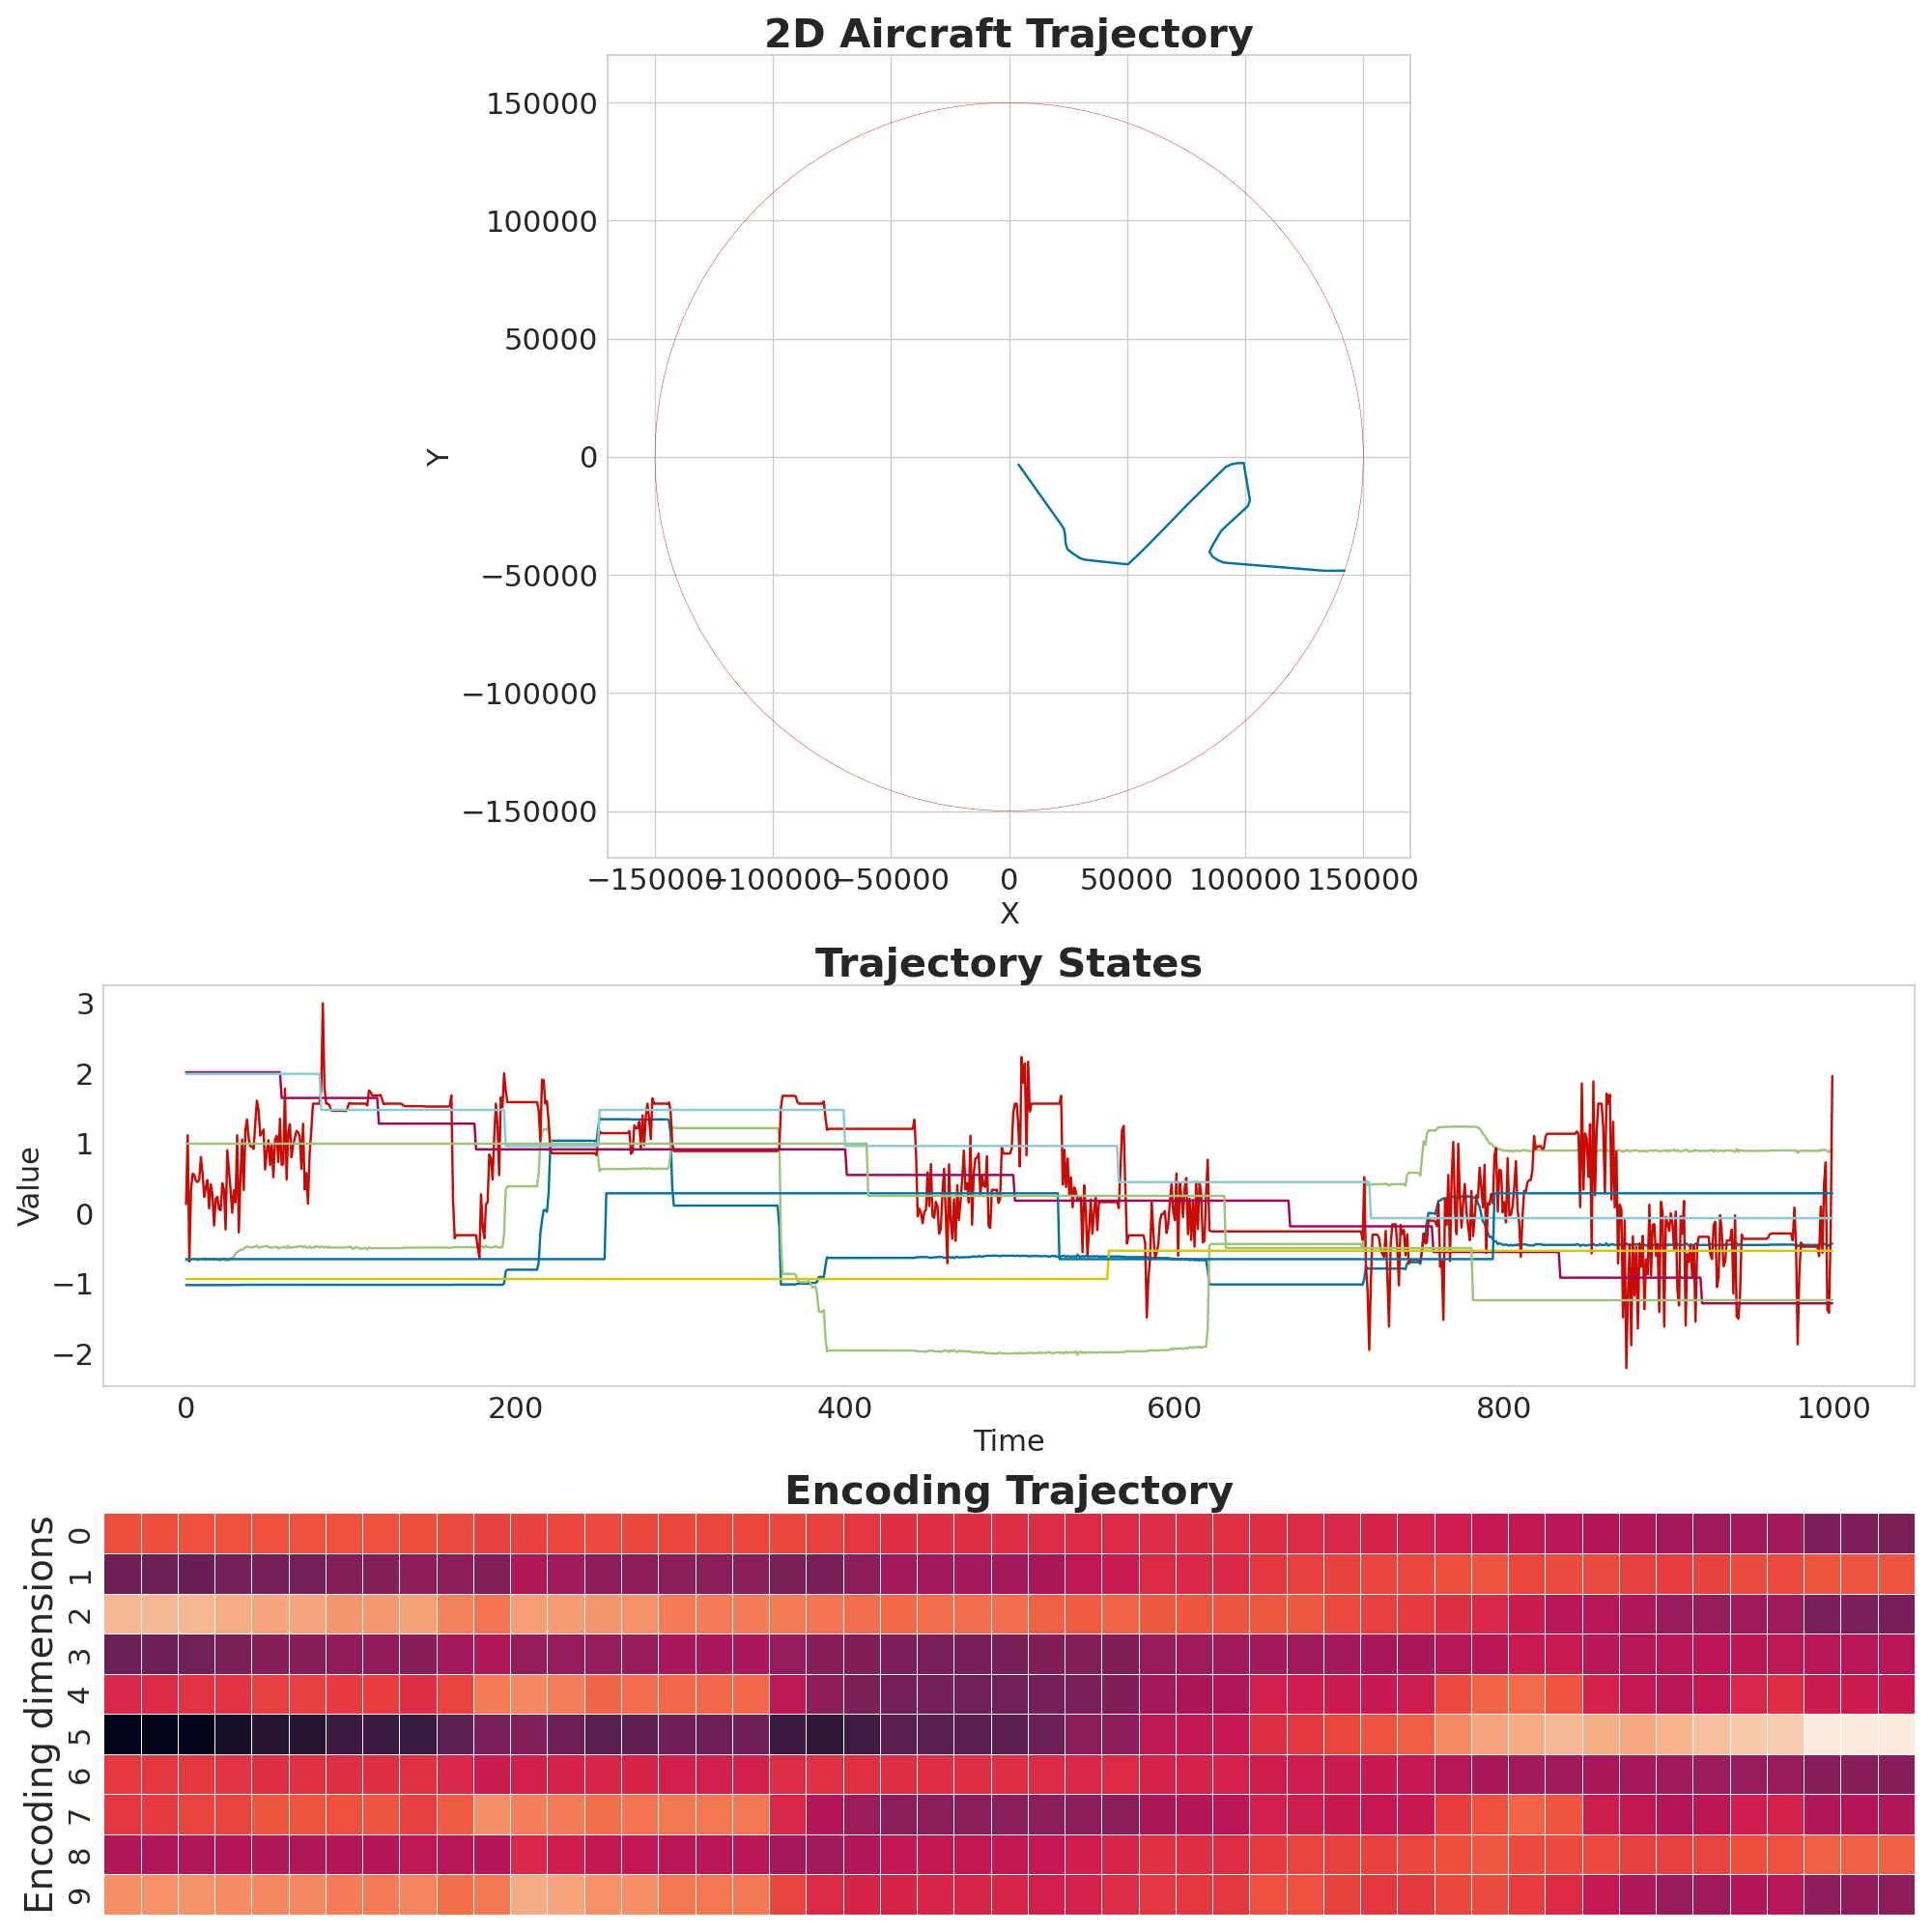 2D Aircraft Trajectory
150000
100000
50000
0
−50000
−100000
−150000
Y
−150000 −100000 −50000 0 50000 100000 150000
X
Trajectory States
3
2
1
0
−1
−2
Value
0 200 400 600 800 1000
Time
Encoding Trajectory
Encoding dimensions
0
1
2
3
4
5
6
7
8
9